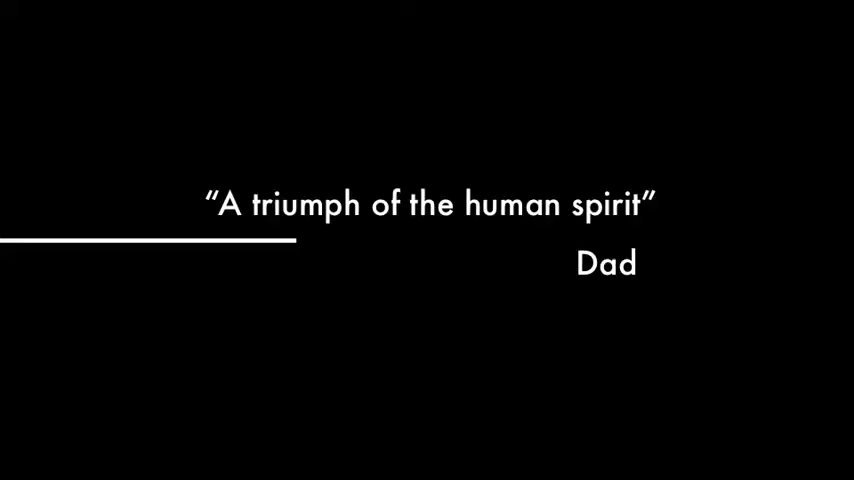 “A triumph of the human spirit”
Dad